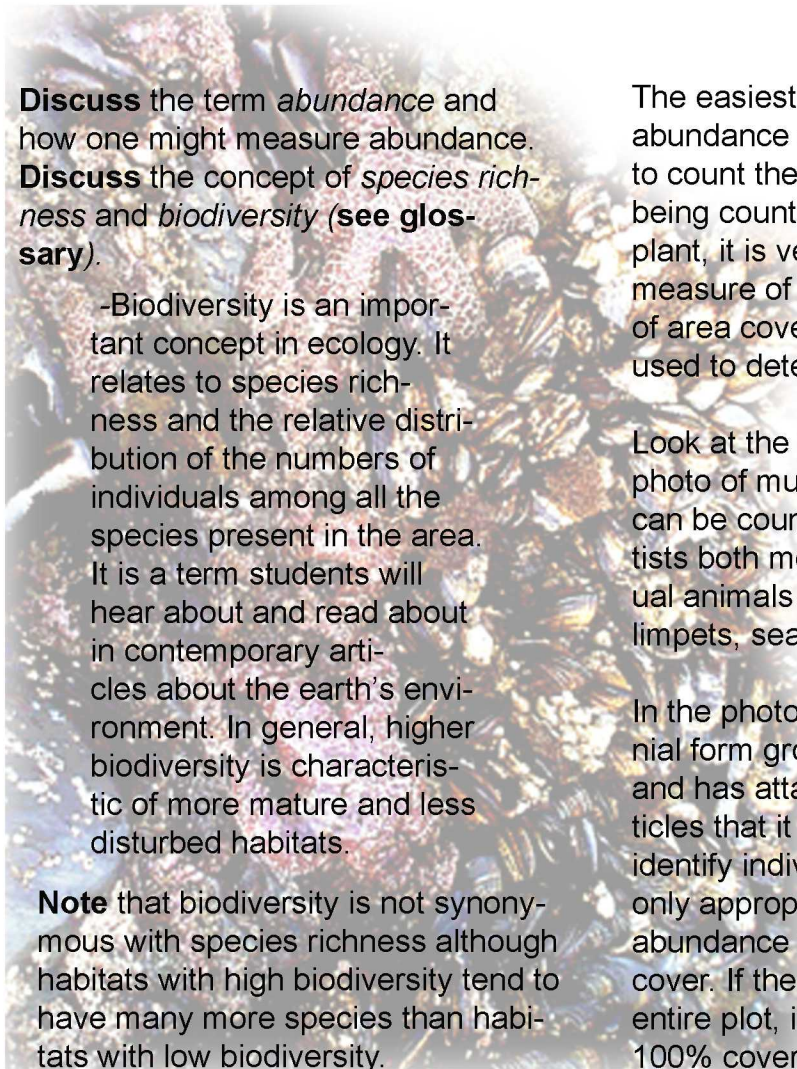 Discuss the term abundance and
how one might measure abundance.
Discuss the concept of species rich-
ness and biodiversity (see glos-
sary).
-Biodiversity is an impor-
tant concept in ecology. It
relates to species rich-
ness and the relative distri-
bution of the numbers of
individuals among all the
species present in the area.
It is a term students will
hear about and read about
in contemporary arti-
cles about the earth's envi-
ronment. In general, higher
biodiversity is characteris-
tic of more mature and less
disturbed habitats.
Note that biodiversity is not synony-
mous with species richness although
habitats with high biodiversity tend to
have many more species than habi-
tats with low biodiversity.
The easiest
abundance
to count the
being count
plant, it is ve
measure of
of area cove
used to dete
Look at the
photo of mu
can be coun
tists both me
ual animals
limpets, sea
In the photo
nial form gro
and has atta
ticles that it
identify indiv
only approp
abundance
cover. If the
entire plot, i
100% cover